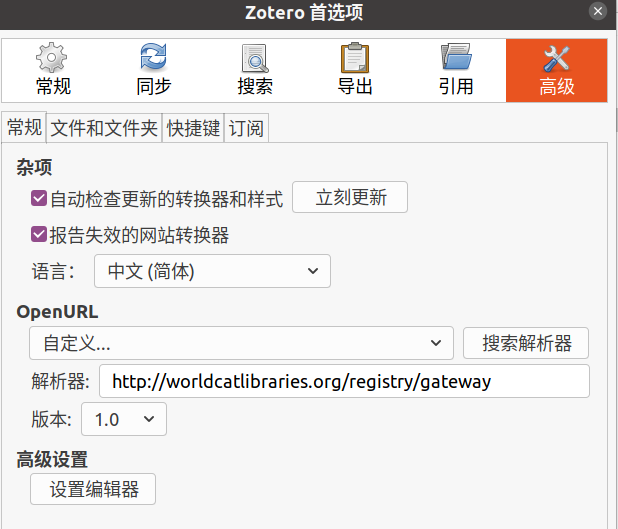 Zotero 首选项
常规 同步 搜索 导出 引用 高级
常规 文件和文件夹 快捷键 订阅
杂项
自动检查更新的转换器和样式 立刻更新
报告失效的网站转换器
语言： 中文 (简体)
OpenURL
自定义... 搜索解析器
解析器: http://worldcatlibraries.org/registry/gateway
版本: 1.0
高级设置
设置编辑器